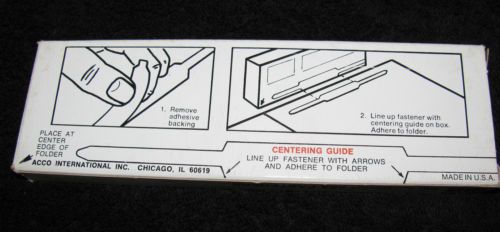 1. Remove
adhesive
backing
2. Line up fastener with
centering guide on box.
Adhere to folder.
PLACE AT
CENTER
EDGE OF
FOLDER
CENTERING GUIDE
LINE UP FASTENER WITH ARROWS
AND ADHERE TO FOLDER
ACCO INTERNATIONAL INC. CHICAGO, IL 60619
MADE IN U.S.A.